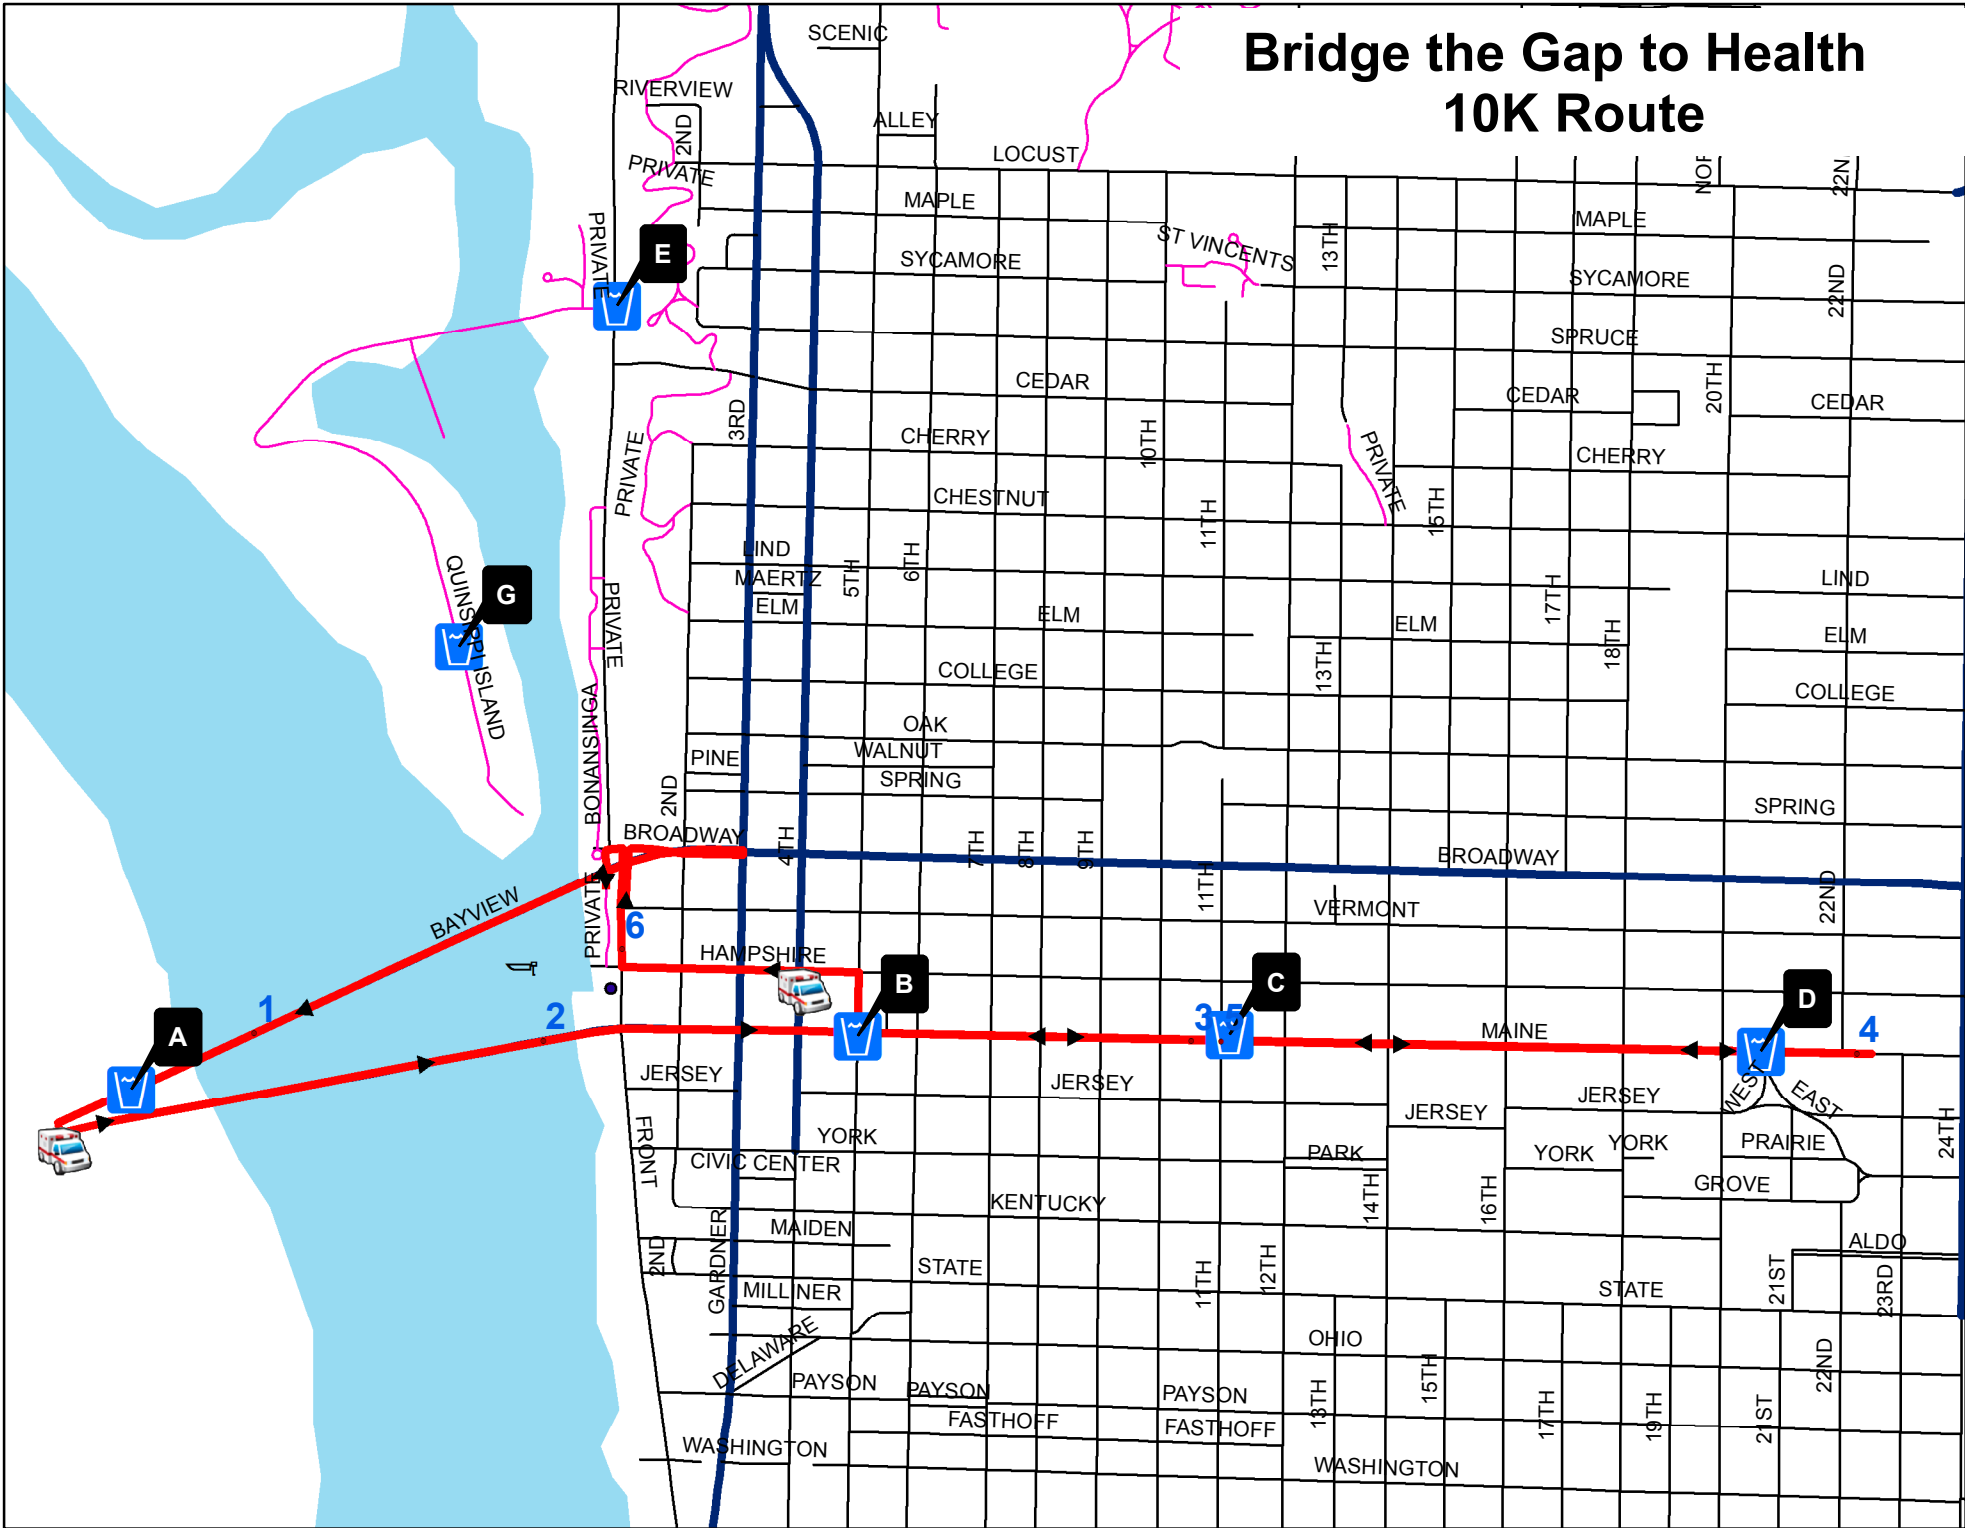 Bridge the Gap to Health
10K Route
SCENIC
RIVERVIEW
2ND
ALLEY
LOCUST
PRIVATE
NOR
22N
MAPLE
MAPLE
PRIVATE
E
ST VINCENTS
13TH
SYCAMORE
SYCAMORE
22ND
SPRUCE
CEDAR
CEDAR
20TH
CEDAR
3RD
CHERRY
10TH
PRIVATE
CHERRY
PRIVATE
CHESTNUT
11TH
15TH
LIND
5TH
6TH
MAERTZ
17TH
LIND
QUINSIPPI ISLAND
G
PRIVATE
ELM
ELM
ELM
18TH
ELM
COLLEGE
13TH
COLLEGE
BONANSINGA
OAK
PINE
WALNUT
2ND
SPRING
SPRING
BROADWAY
4TH
7TH
8TH
9TH
BROADWAY
BAYVIEW
PRIVATE
11TH
VERMONT
22ND
6
HAMPSHIRE
B
C
D
1
2
3
5
MAINE
4
A
JERSEY
JERSEY
JERSEY
JERSEY
WEST
EAST
FRONT
YORK
PARK
YORK
YORK
PRAIRIE
24TH
CIVIC CENTER
KENTUCKY
14TH
16TH
GROVE
MAIDEN
2ND
GARDNER
STATE
11TH
12TH
ALDO
MILLNER
STATE
21ST
23RD
DELAWARE
OHIO
PAYSON
PAYSON
PAYSON
13TH
15TH
17TH
19TH
21ST
22ND
FASTHOFF
FASTHOFF
WASHINGTON
WASHINGTON